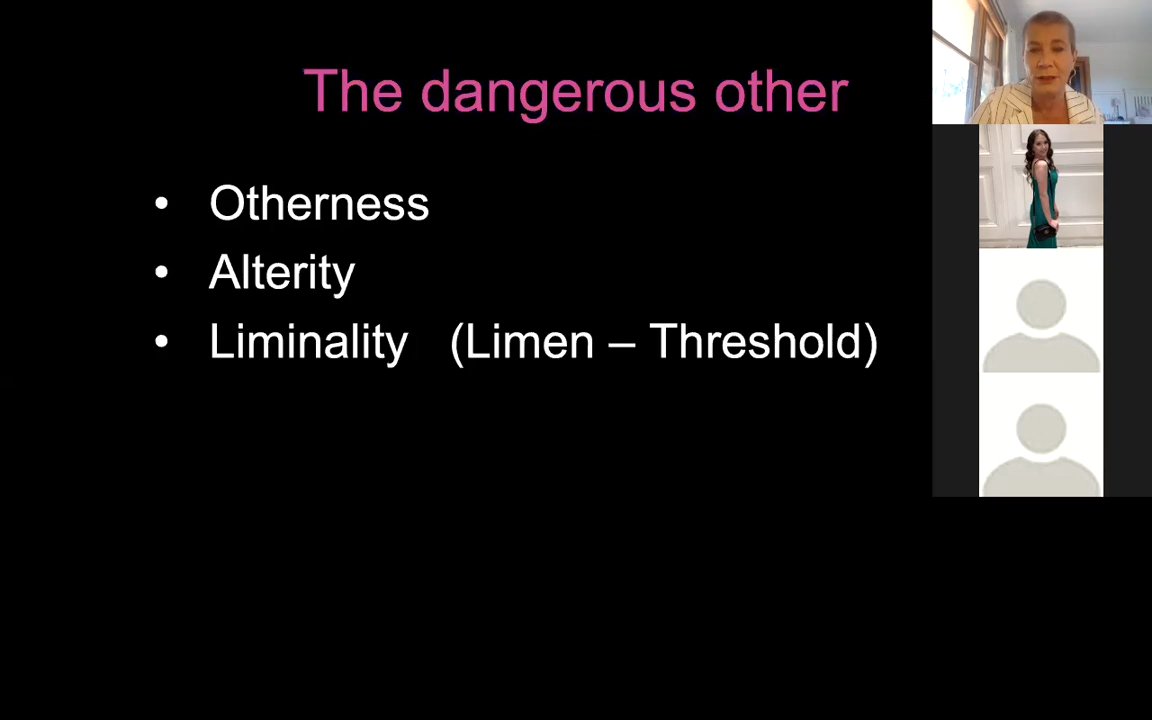 The dangerous other
• Otherness
• Alterity
• Liminality (Limen – Threshold)